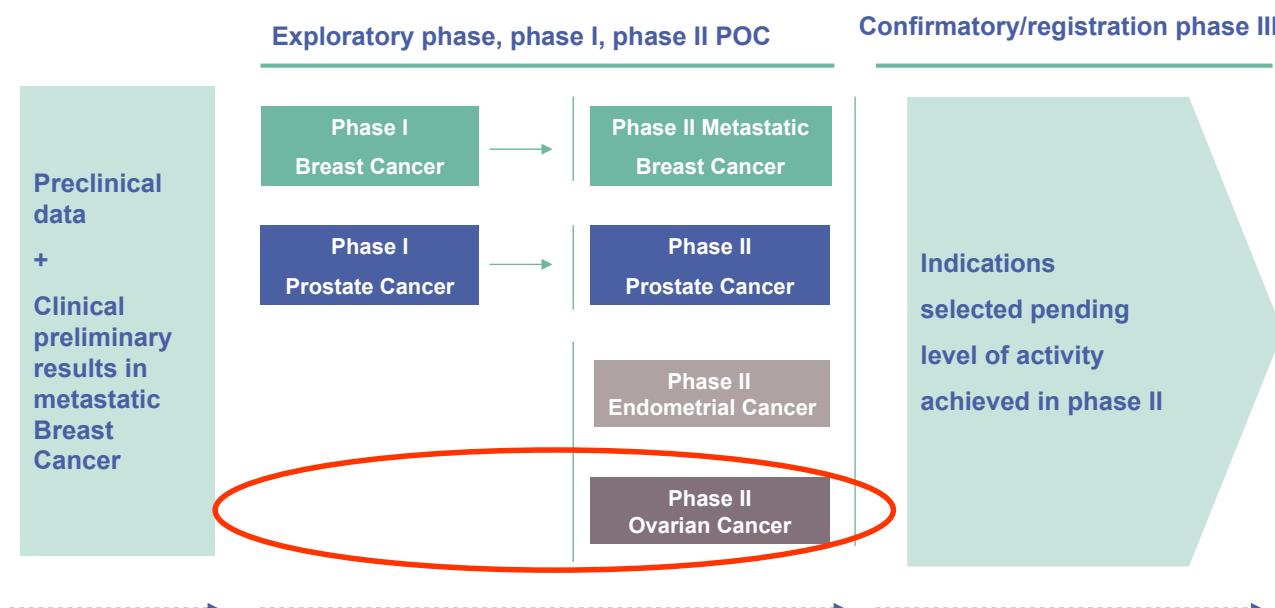 Exploratory phase, phase I, phase II POC
Confirmatory/registration phase III
Preclinical
data
+
Clinical
preliminary
results in
metastatic
Breast
Cancer
Phase I
Breast Cancer
Phase II Metastatic
Breast Cancer
Phase I
Prostate Cancer
Phase II
Prostate Cancer
Phase II
Endometrial Cancer
Phase II
Ovarian Cancer
Indications
selected pending
level of activity
achieved in phase II